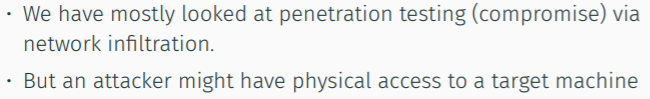 • We have mostly looked at penetration testing (compromise) via
network infiltration.
• But an attacker might have physical access to a target machine